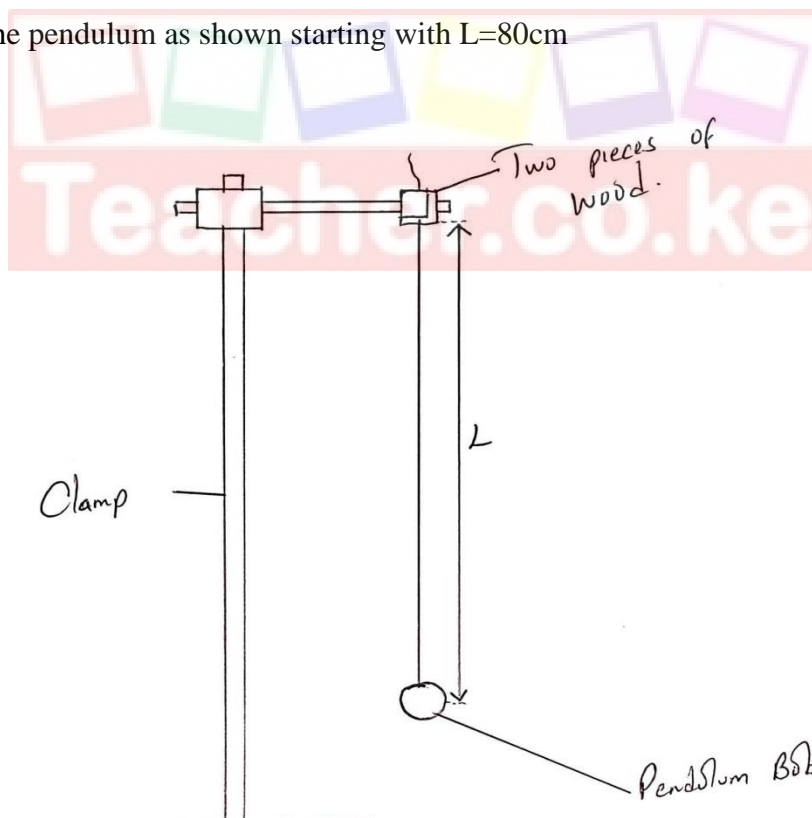 he pendulum as shown starting with L=80cm
Teacher.co.ke
Two pieces of
wood.
L
Clamp
Pendulum Bob